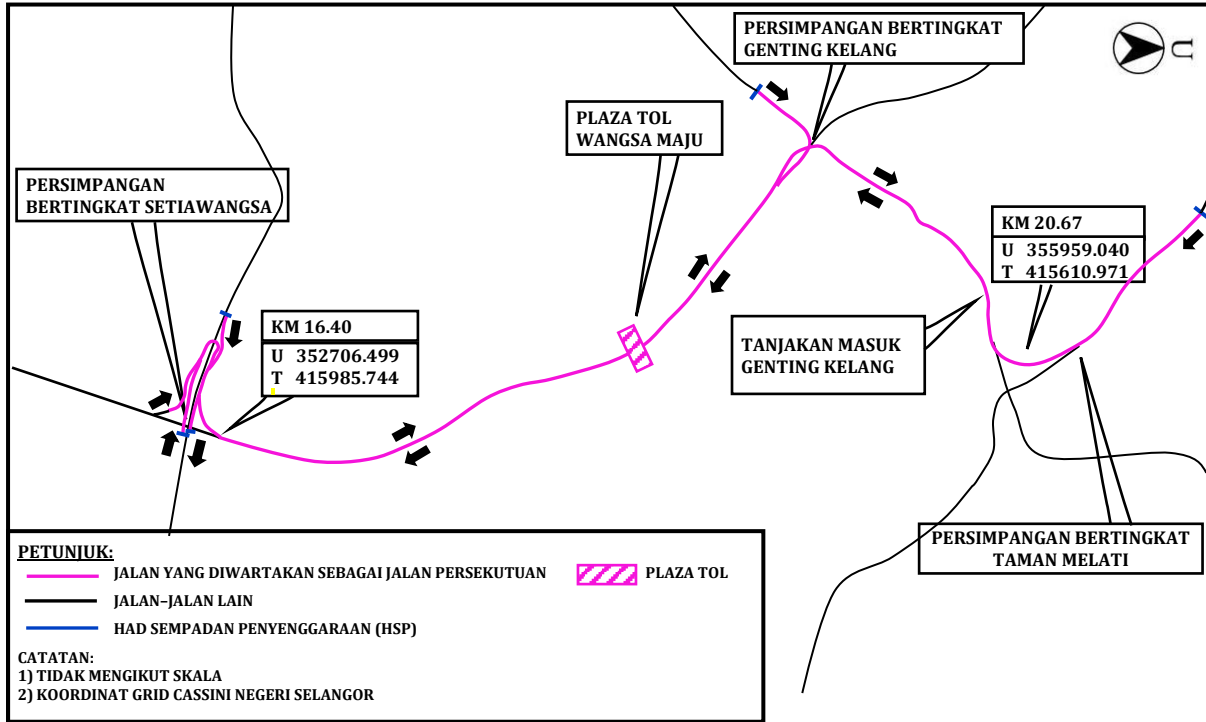 PERSIMPANGAN BERTINGKAT
GENTING KELANG
U
PLAZA TOL
WANGSA MAJU
PERSIMPANGAN
BERTINGKAT SETIAWANGSA
KM 20.67
U 355959.040
T 415610.971
KM 16.40
U 352706.499
T 415985.744
TANJAKAN MASUK
GENTING KELANG
PERSIMPANGAN BERTINGKAT
TAMAN MELATI
PETUNJUK:
JALAN YANG DIWARTAKAN SEBAGAI JALAN PERSEKUTUAN
PLAZA TOL
JALAN–JALAN LAIN
HAD SEMPADAN PENYENGGARAAN (HSP)
CATATAN:
1) TIDAK MENGIKUT SKALA
2) KOORDINAT GRID CASSINI NEGERI SELANGOR